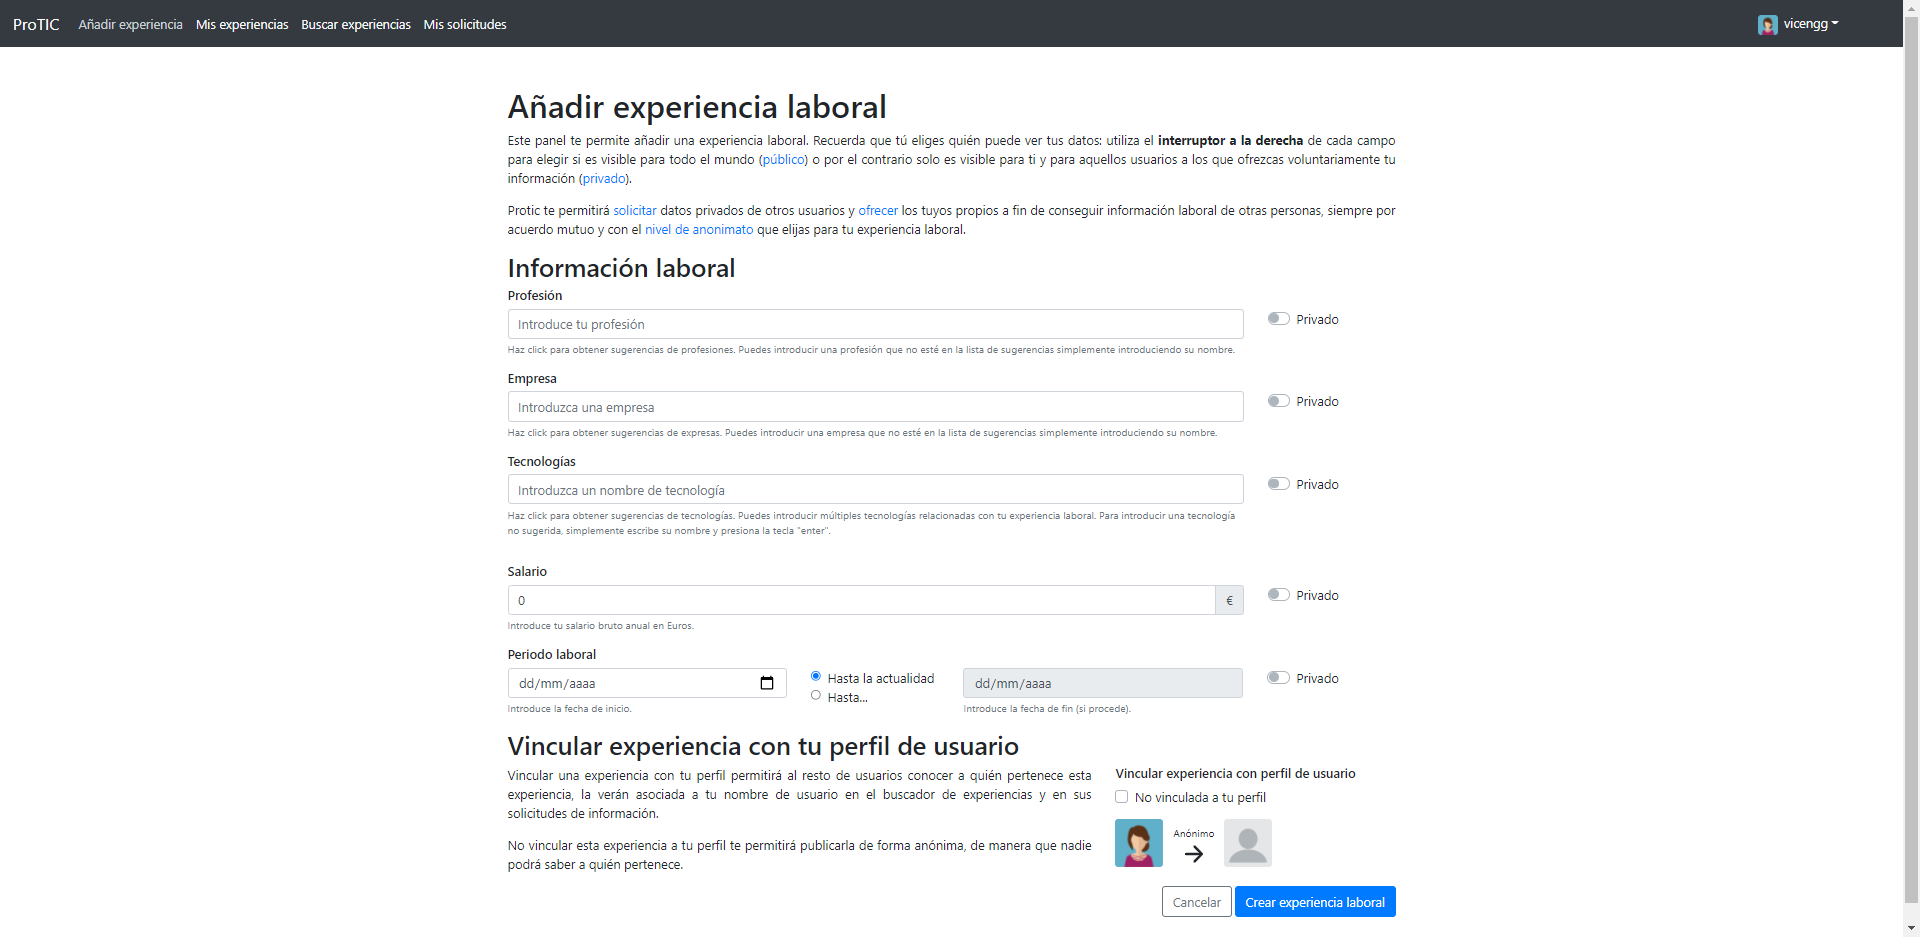 ProTIC Añadir experiencia Mis experiencias Buscar experiencias Mis solicitudes vicengg
Añadir experiencia laboral
Este panel te permite añadir una experiencia laboral. Recuerda que tú eliges quién puede ver tus datos: utiliza el interruptor a la derecha de cada campo
para elegir si es visible para todo el mundo (público) o por el contrario solo es visible para ti y para aquellos usuarios a los que ofrezcas voluntariamente tu
información (privado).
Protic te permitirá solicitar datos privados de otros usuarios y ofrecer los tuyos propios a fin de conseguir información laboral de otras personas, siempre por
acuerdo mutuo y con el nivel de anonimato que elijas para tu experiencia laboral.
Información laboral
Profesión
Introduce tu profesión Privado
Haz click para obtener sugerencias de profesiones. Puedes introducir una profesión que no esté en la lista de sugerencias simplemente introduciendo su nombre.
Empresa
Introduzca una empresa Privado
Haz click para obtener sugerencias de expresas. Puedes introducir una empresa que no esté en la lista de sugerencias simplemente introduciendo su nombre.
Tecnologías
Introduzca un nombre de tecnología Privado
Haz click para obtener sugerencias de tecnologías. Puedes introducir múltiples tecnologías relacionadas con tu experiencia laboral. Para introducir una tecnología
no sugerida, simplemente escribe su nombre y presiona la tecla "enter".
Salario
0 € Privado
Introduce tu salario bruto anual en Euros.
Periodo laboral
dd/mm/aaaa Hasta la actualidad dd/mm/aaaa Privado
Hasta...
Introduce la fecha de inicio. Introduce la fecha de fin (si procede).
Vincular experiencia con tu perfil de usuario
Vincular una experiencia con tu perfil permitirá al resto de usuarios conocer a quién pertenece esta
experiencia, la verán asociada a tu nombre de usuario en el buscador de experiencias y en sus
solicitudes de información.
No vincular esta experiencia a tu perfil te permitirá publicarla de forma anónima, de manera que nadie
podrá saber a quién pertenece.
Vincular experiencia con perfil de usuario
No vinculada a tu perfil
Anónimo
Cancelar Crear experiencia laboral